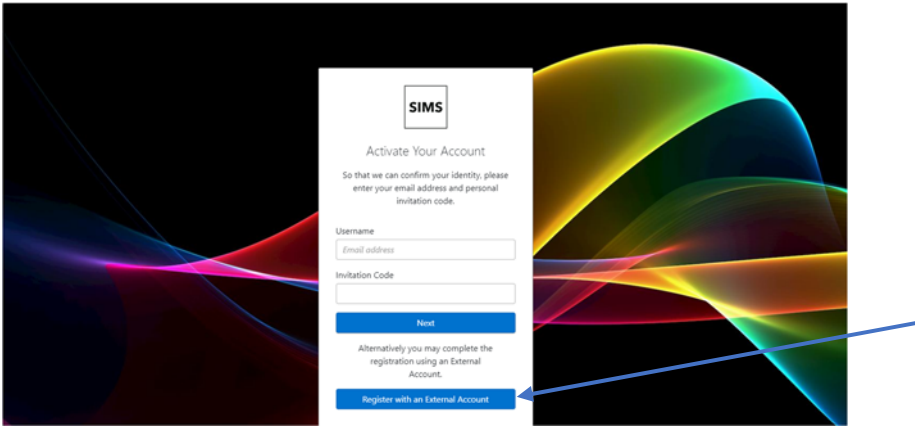 SIMS
Activate Your Account
So that we can confirm your identity, please
enter your email address and personal
invitation code.
Username
Email address
Invitation Code
Next
Alternatively you may complete the
registration using an External
Account.
Register with an External Account